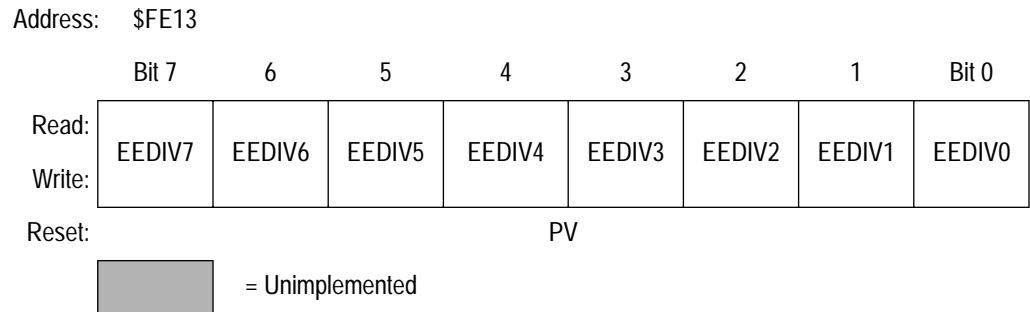 Address: $FE13
Bit 7 6 5 4 3 2 1 Bit 0
Read:
EEDIV7 EEDIV6 EEDIV5 EEDIV4 EEDIV3 EEDIV2 EEDIV1 EEDIV0
Write:
Reset: PV
= Unimplemented